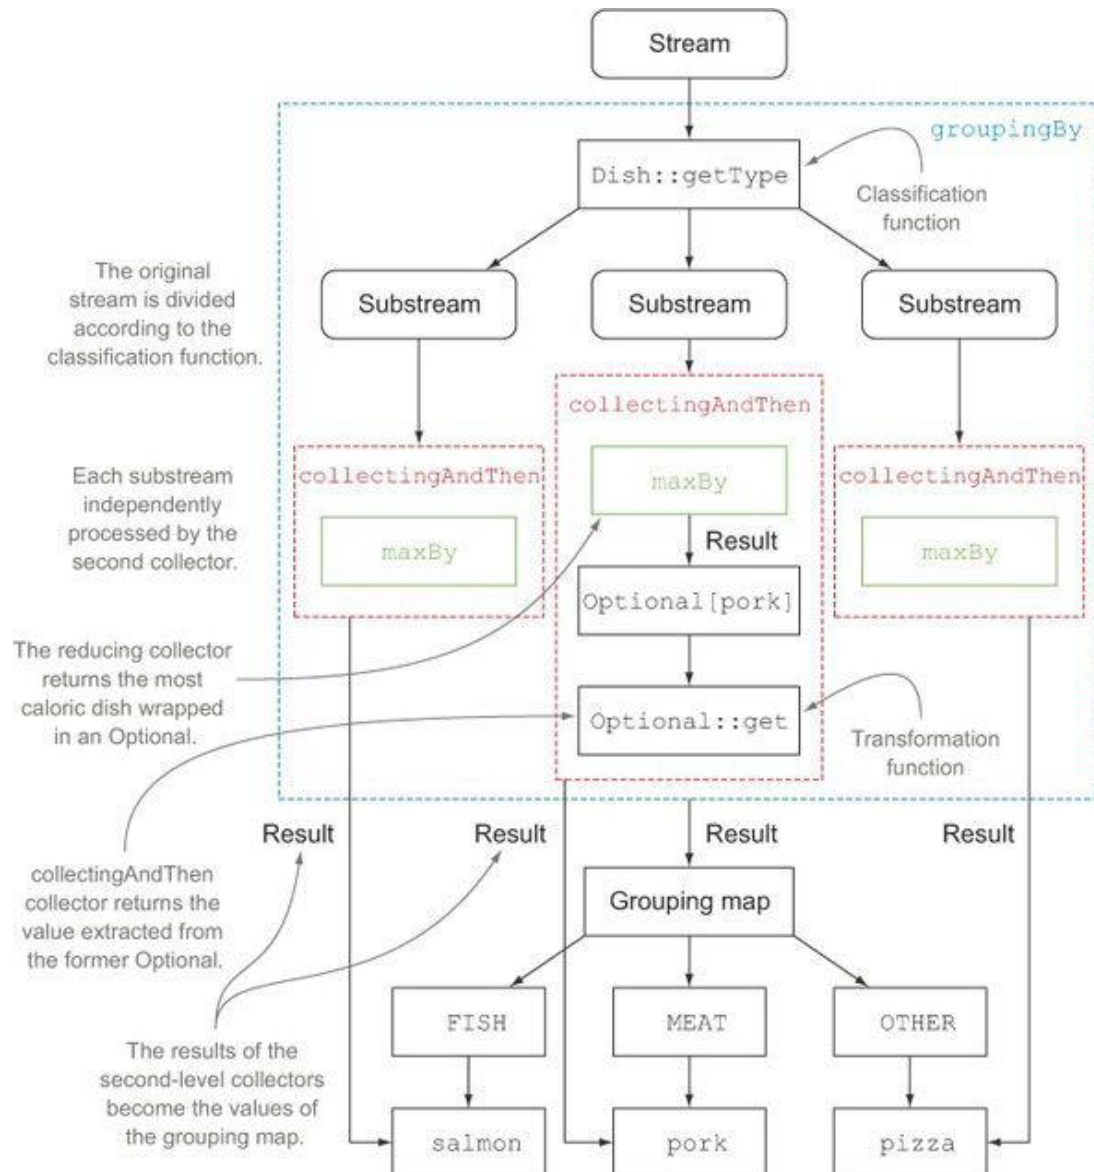 Stream
groupingBy
Dish::getType
Classification
function
The original
stream is divided
according to the
classification function.
Substream
Substream
Substream
collectingAndThen
maxBy
Result
Optional[pork]
Optional::get
Each substream
independently
processed by the
second collector.
collectingAndThen
maxBy
collectingAndThen
maxBy
The reducing collector
returns the most
caloric dish wrapped
in an Optional.
Transformation
function
Result
Result
Result
Result
collectingAndThen
collector returns the
value extracted from
the former Optional.
Grouping map
FISH
MEAT
OTHER
The results of the
second-level collectors
become the values of
the grouping map.
salmon
pork
pizza